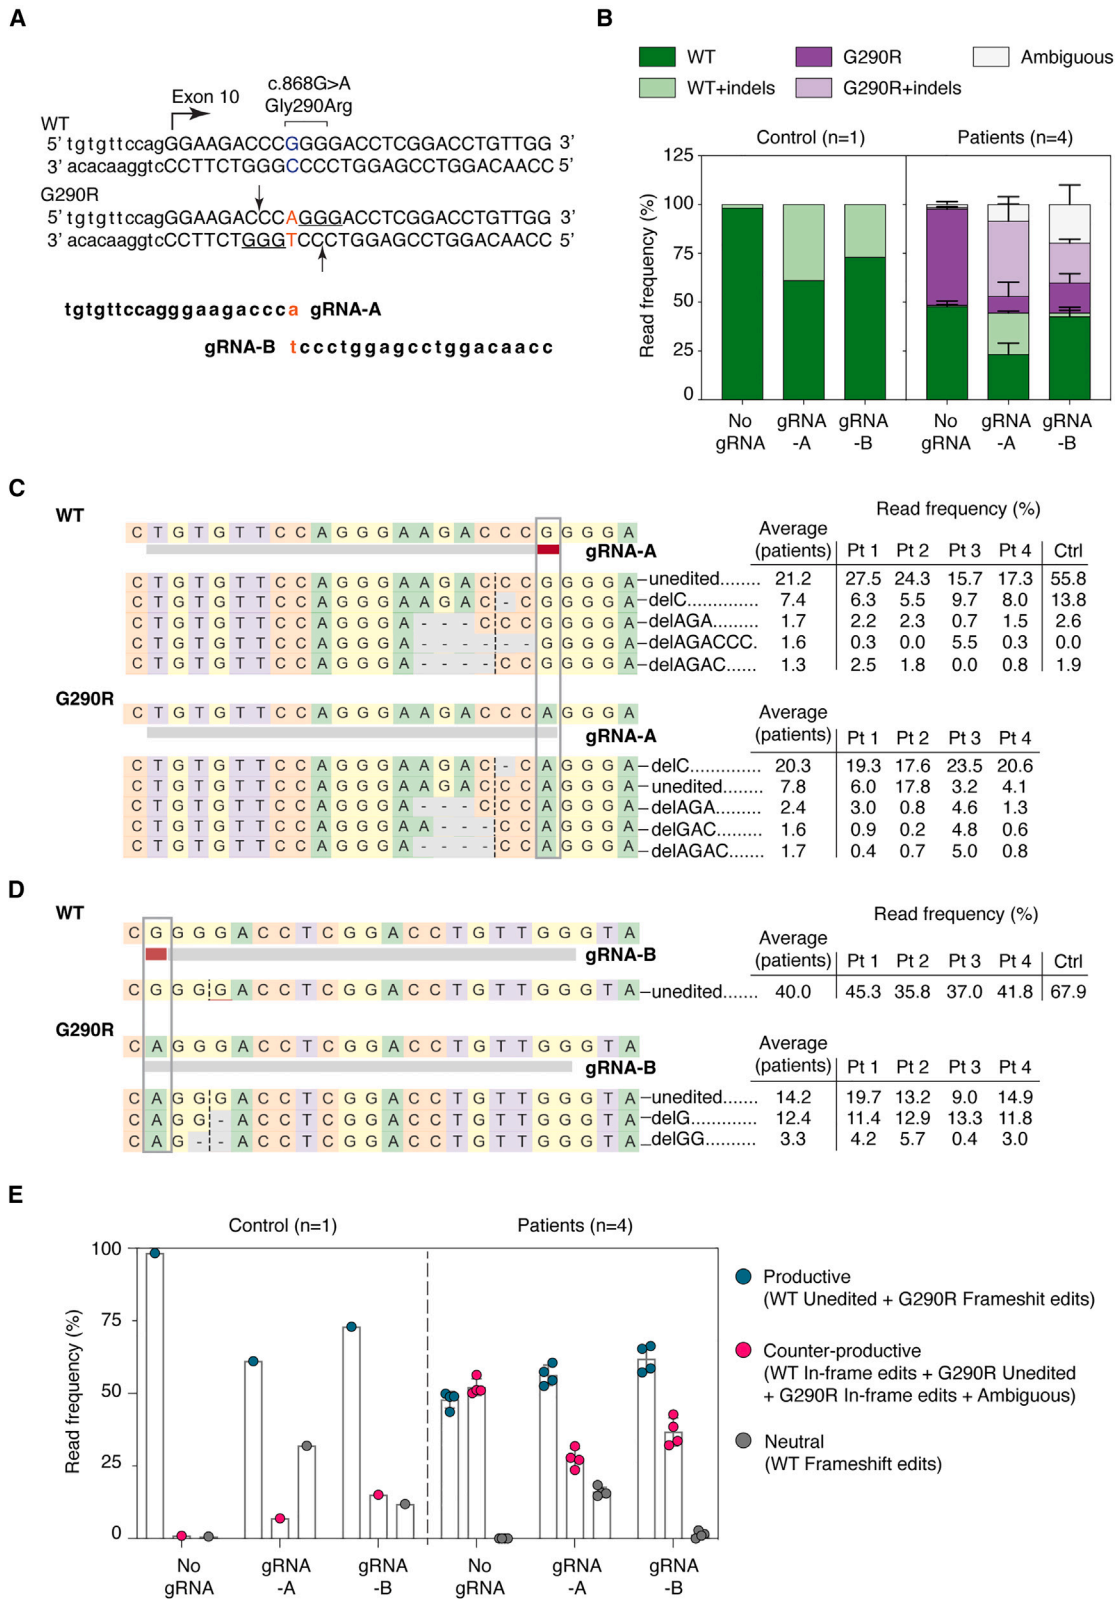 A
c.868G>A
Exon 10
Gly290Arg
WT
5' tgtgttccagGGAAGACCCGGGGACCTCGGACCTGTTGG 3'
3' acacaaggtcCCTTCTGGGCCCCTGGAGCCTGGACAACC 5'
G290R
5' tgtgttccagGGAAGACCCAGGGACCTCGGACCTGTTGG 3'
3' acacaaggtcCCTTCTGGGTCCCTGGAGCCTGGACAACC 5'
tgtgttccagggaagaccca gRNA-A
gRNA-B tccctggagcctggacaacc
B
WT G290R Ambiguous
WT+indels G290R+indels
Control (n=1) Patients (n=4)
Read frequency (%)
125
100
75
50
25
0
No gRNA gRNA -A gRNA -B No gRNA gRNA -A gRNA -B
C
WT
Read frequency (%)
Average (patients) Pt 1 Pt 2 Pt 3 Pt 4 Ctrl
C T G T G T T C C A G G G A A G A C C C G G G G A
gRNA-A
C T G T G T T C C A G G G A A G A C C C G G G G A unedited........ 21.2 27.5 24.3 15.7 17.3 55.8
C T G T G T T C C A G G G A A G A C - C G G G G A delC.............. 7.4 6.3 5.5 9.7 8.0 13.8
C T G T G T T C C A G G G A - - - C C C G G G G A delAGA......... 1.7 2.2 2.3 0.7 1.5 2.6
C T G T G T T C C A G G G A - - - - - - G G G G A delAGACCC. 1.6 0.3 0.0 5.5 0.3 0.0
C T G T G T T C C A G G G A - - - - C C G G G G A delAGAC...... 1.3 2.5 1.8 0.0 0.8 1.9
G290R
Average (patients) Pt 1 Pt 2 Pt 3 Pt 4
C T G T G T T C C A G G G A A G A C C C A G G G A
gRNA-A
C T G T G T T C C A G G G A A G A C - C A G G G A delC.............. 20.3 19.3 17.6 23.5 20.6
C T G T G T T C C A G G G A A G A C C C A G G G A unedited........ 7.8 6.0 17.8 3.2 4.1
C T G T G T T C C A G G G A - - - C C C A G G G A delAGA......... 2.4 3.0 0.8 4.6 1.3
C T G T G T T C C A G G G A A - - - C C A G G G A delGAC......... 1.6 0.9 0.2 4.8 0.6
C T G T G T T C C A G G G A - - - - C C A G G G A delAGAC....... 1.7 0.4 0.7 5.0 0.8
D
WT
Read frequency (%)
Average (patients) Pt 1 Pt 2 Pt 3 Pt 4 Ctrl
C G G G G A C C T C G G A C C T G T T G G G T A
gRNA-B
C G G G G A C C T C G G A C C T G T T G G G T A unedited....... 40.0 45.3 35.8 37.0 41.8 67.9
G290R
Average (patients) Pt 1 Pt 2 Pt 3 Pt 4
C A G G G A C C T C G G A C C T G T T G G G T A
gRNA-B
C A G G G A C C T C G G A C C T G T T G G G T A unedited....... 14.2 19.7 13.2 9.0 14.9
C A G G - A C C T C G G A C C T G T T G G G T A delG............. 12.4 11.4 12.9 13.3 11.8
C A G - - A C C T C G G A C C T G T T G G G T A delGG.......... 3.3 4.2 5.7 0.4 3.0
E
Control (n=1) Patients (n=4)
Read frequency (%)
100
75
50
25
0
No gRNA gRNA -A gRNA -B No gRNA gRNA -A gRNA -B
Productive
(WT Unedited + G290R Frameshit edits)
Counter-productive
(WT In-frame edits + G290R Unedited
+ G290R In-frame edits + Ambiguous)
Neutral
(WT Frameshift edits)